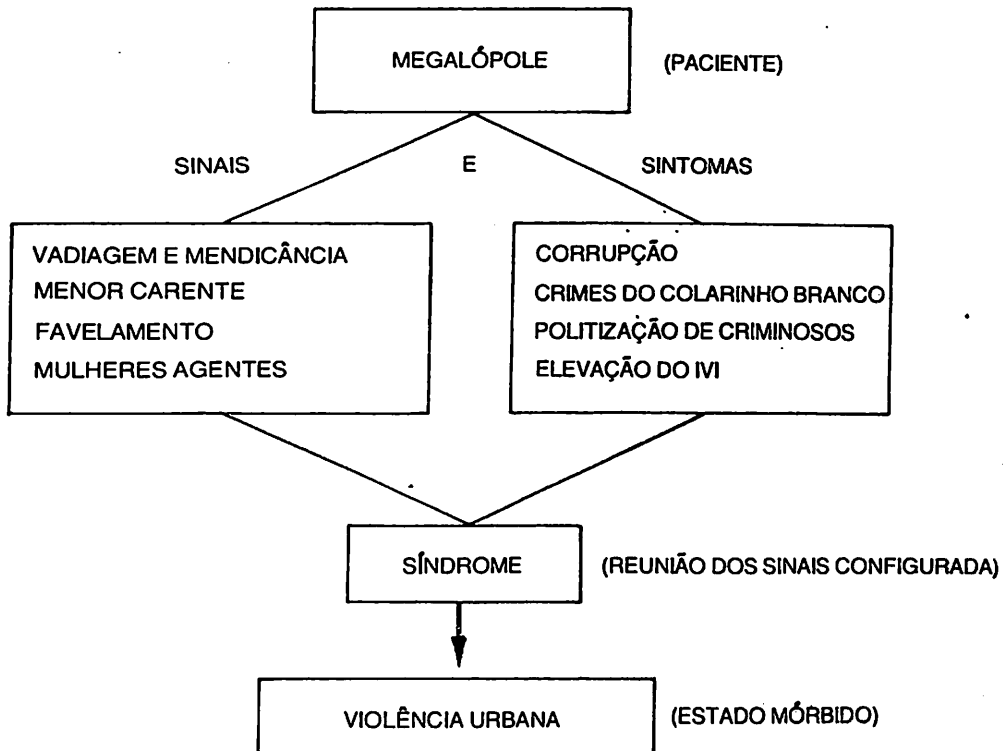 MEGALÓPOLE (PACIENTE)
SINAIS E SINTOMAS
VADIAGEM E MENDICÂNCIA
MENOR CARENTE
FAVELAMENTO
MULHERES AGENTES
CORRUPÇÃO
CRIMES DO COLARINHO BRANCO
POLITIZAÇÃO DE CRIMINOSOS
ELEVAÇÃO DO IVI
SÍNDROME (REUNIÃO DOS SINAIS CONFIGURADA)
VIOLÊNCIA URBANA (ESTADO MÓRBIDO)